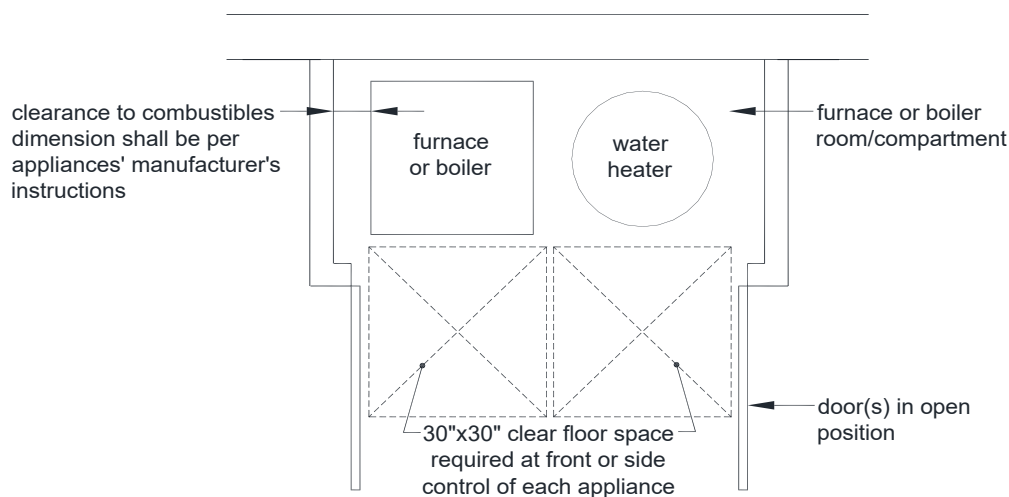 clearance to combustibles
dimension shall be per
appliances' manufacturer's
instructions
furnace
or boiler
water
heater
furnace or boiler
room/compartment
door(s) in open
position
30"x30" clear floor space
required at front or side
control of each appliance